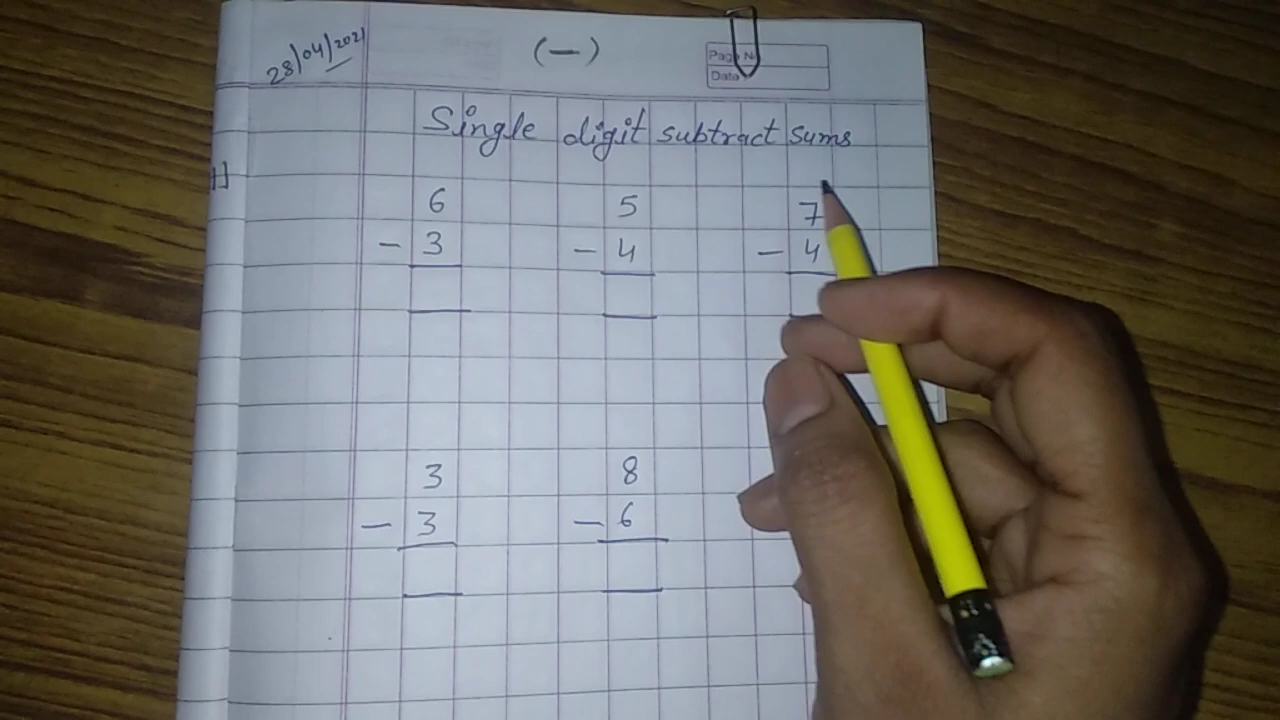 28/04/2021
(—)
Page N
Date
Single digit subtract sums
6 5 7
- 3 - 4 - 4
3 8
- 3 - 6